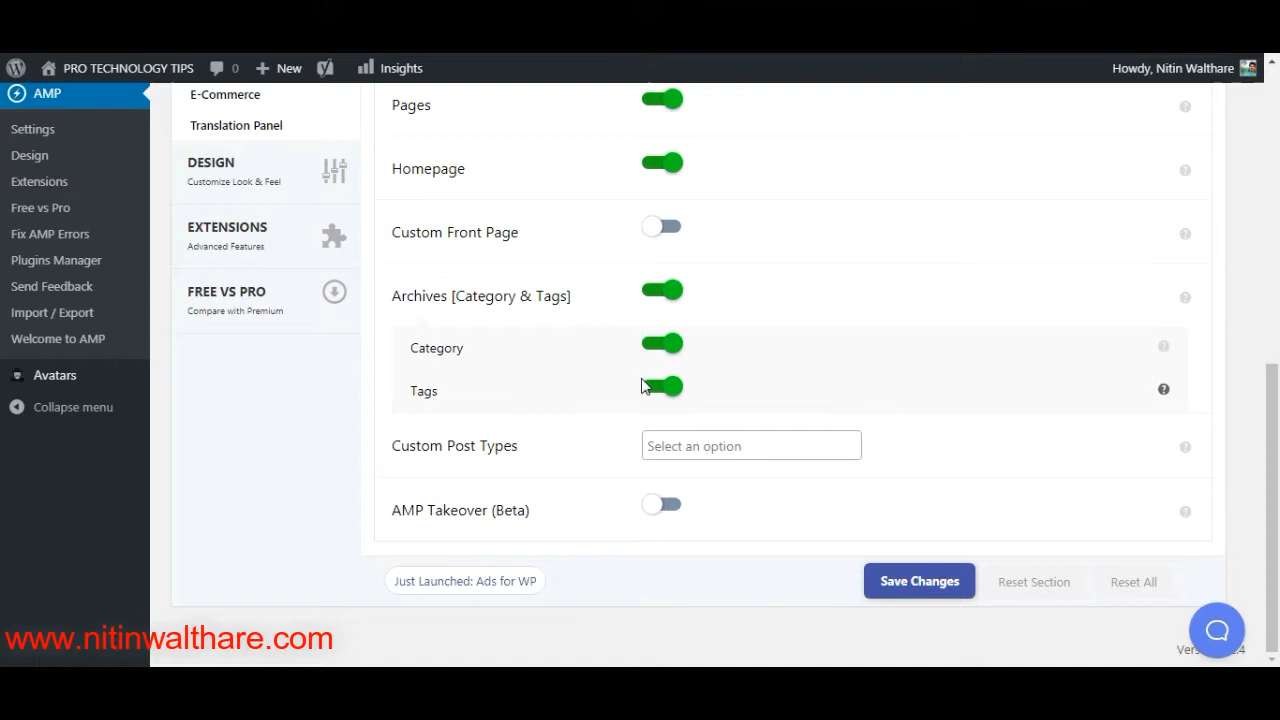 PRO TECHNOLOGY TIPS 0 New Insights Howdy, Nitin Walthare
AMP
Settings
Design
Extensions
Free vs Pro
Fix AMP Errors
Plugins Manager
Send Feedback
Import / Export
Welcome to AMP
Avatars
Collapse menu
E-Commerce
Translation Panel
DESIGN
Customize Look & Feel
EXTENSIONS
Advanced Features
FREE VS PRO
Compare with Premium
Pages
Homepage
Custom Front Page
Archives [Category & Tags]
Category
Tags
Custom Post Types Select an option
AMP Takeover (Beta)
Just Launched: Ads for WP Save Changes Reset Section Reset All
www.nitinwalthare.com